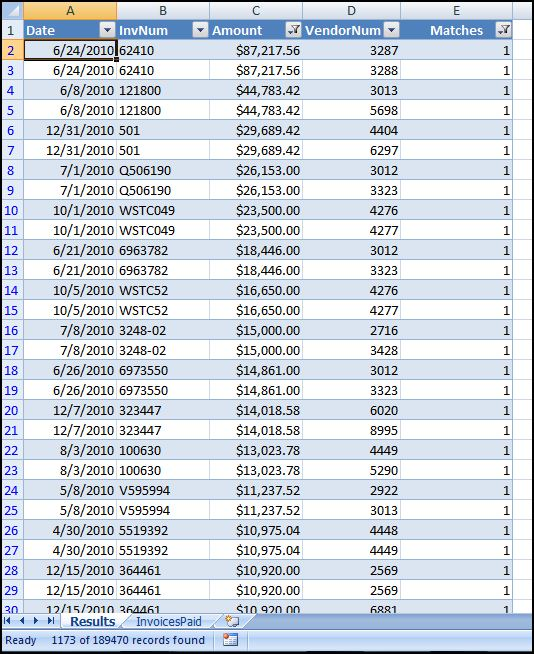 A B C D E
1 Date InvNum Amount VendorNum Matches
2 6/24/2010 62410 $87,217.56 3287 1
3 6/24/2010 62410 $87,217.56 3288 1
4 6/8/2010 121800 $44,783.42 3013 1
5 6/8/2010 121800 $44,783.42 5698 1
6 12/31/2010 501 $29,689.42 4404 1
7 12/31/2010 501 $29,689.42 6297 1
8 7/1/2010 Q506190 $26,153.00 3012 1
9 7/1/2010 Q506190 $26,153.00 3323 1
10 10/1/2010 WSTC049 $23,500.00 4276 1
11 10/1/2010 WSTC049 $23,500.00 4277 1
12 6/21/2010 6963782 $18,446.00 3012 1
13 6/21/2010 6963782 $18,446.00 3323 1
14 10/5/2010 WSTC52 $16,650.00 4276 1
15 10/5/2010 WSTC52 $16,650.00 4277 1
16 7/8/2010 3248-02 $15,000.00 2716 1
17 7/8/2010 3248-02 $15,000.00 3428 1
18 6/26/2010 6973550 $14,861.00 3012 1
19 6/26/2010 6973550 $14,861.00 3323 1
20 12/7/2010 323447 $14,018.58 6020 1
21 12/7/2010 323447 $14,018.58 8995 1
22 8/3/2010 100630 $13,023.78 4449 1
23 8/3/2010 100630 $13,023.78 5290 1
24 5/8/2010 V595994 $11,237.52 2922 1
25 5/8/2010 V595994 $11,237.52 3013 1
26 4/30/2010 5519392 $10,975.04 4448 1
27 4/30/2010 5519392 $10,975.04 4449 1
28 12/15/2010 364461 $10,920.00 2569 1
29 12/15/2010 364461 $10,920.00 2569 1
30 12/15/2010 364461 $10,920.00 6881 1
Results InvoicesPaid
Ready 1173 of 189470 records found